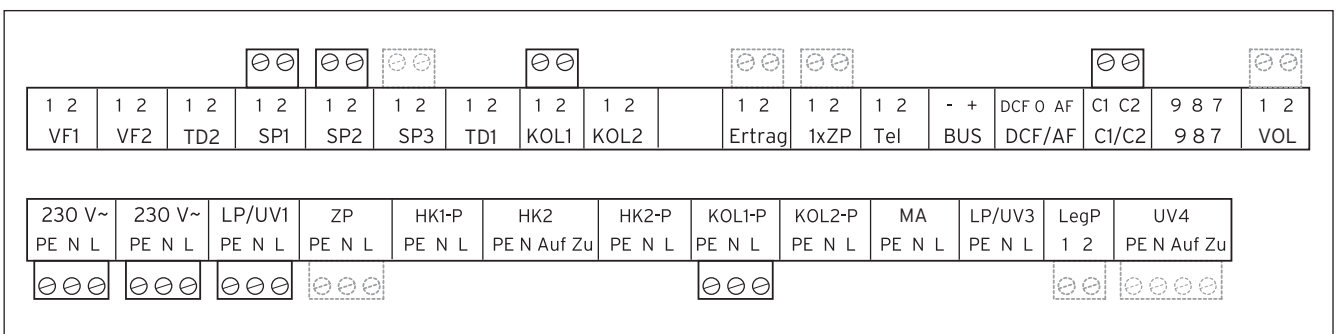 1 2 1 2 1 2 1 2 1 2 1 2 1 2 1 2 1 2 1 2 1 2 1 2 - + DCF O AF C1 C2 9 8 7 1 2
VF1 VF2 TD2 SP1 SP2 SP3 TD1 KOL1 KOL2 Ertrag 1xZP Tel BUS DCF/AF C1/C2 9 8 7 VOL
230 V~ 230 V~ LP/UV1 ZP HK1-P HK2 HK2-P KOL1-P KOL2-P MA LP/UV3 LegP UV4
PE N L PE N L PE N L PE N L PE N L PE N Auf Zu PE N L PE N L PE N L PE N L PE N L 1 2 PE N Auf Zu